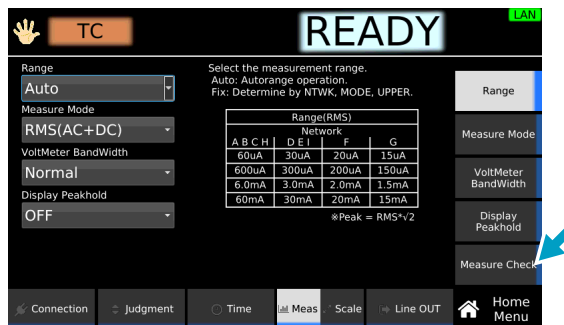 LAN
TC
READY
Range
Auto
Measure Mode
RMS(AC+DC)
VoltMeter BandWidth
Normal
Display Peakhold
OFF
Select the measurement range.
Auto: Autorange operation.
Fix: Determine by NTWK, MODE, UPPER.
Range(RMS)
Network
A B C H D E I F G
60uA 30uA 20uA 15uA
600uA 300uA 200uA 150uA
6.0mA 3.0mA 2.0mA 1.5mA
60mA 30mA 20mA 15mA
※Peak = RMS*√2
Range
Measure Mode
VoltMeter
BandWidth
Display
Peakhold
Measure Check
Connection
Judgment
Time
Meas
Scale
Line OUT
Home
Menu